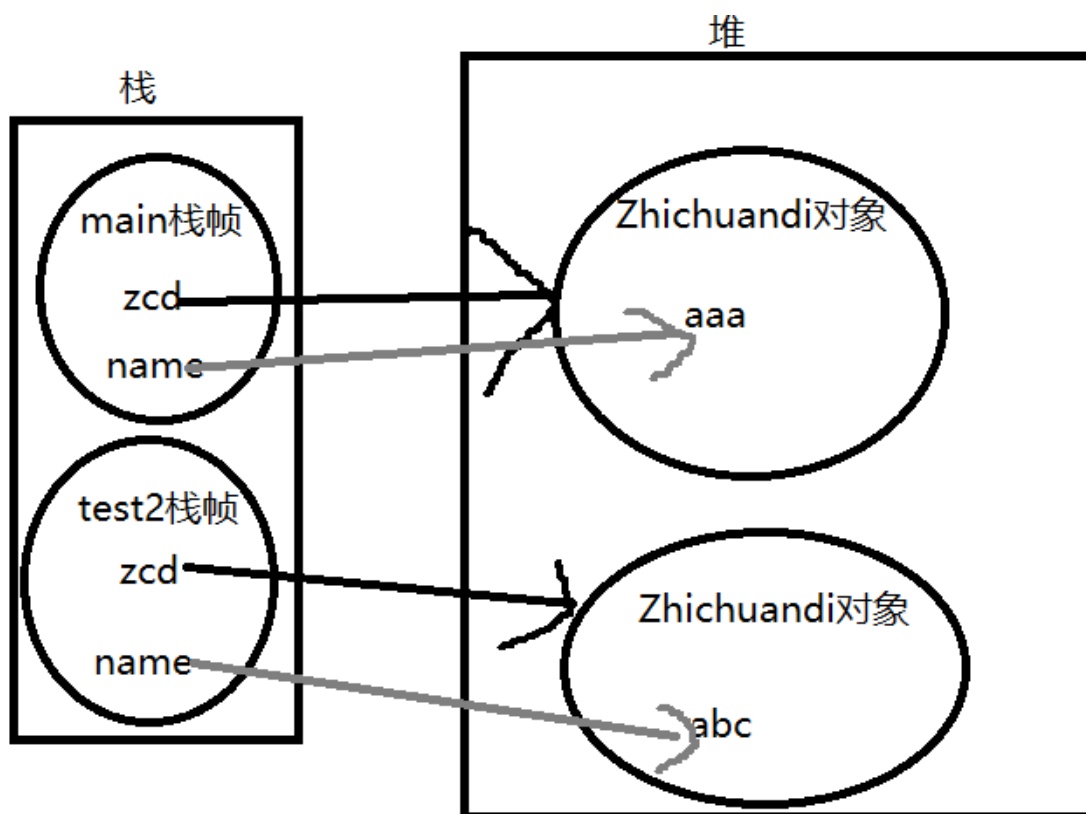 栈
main栈帧
zcd
name
test2栈帧
zcd
name
堆
Zhichuandi对象
aaa
Zhichuandi对象
abc